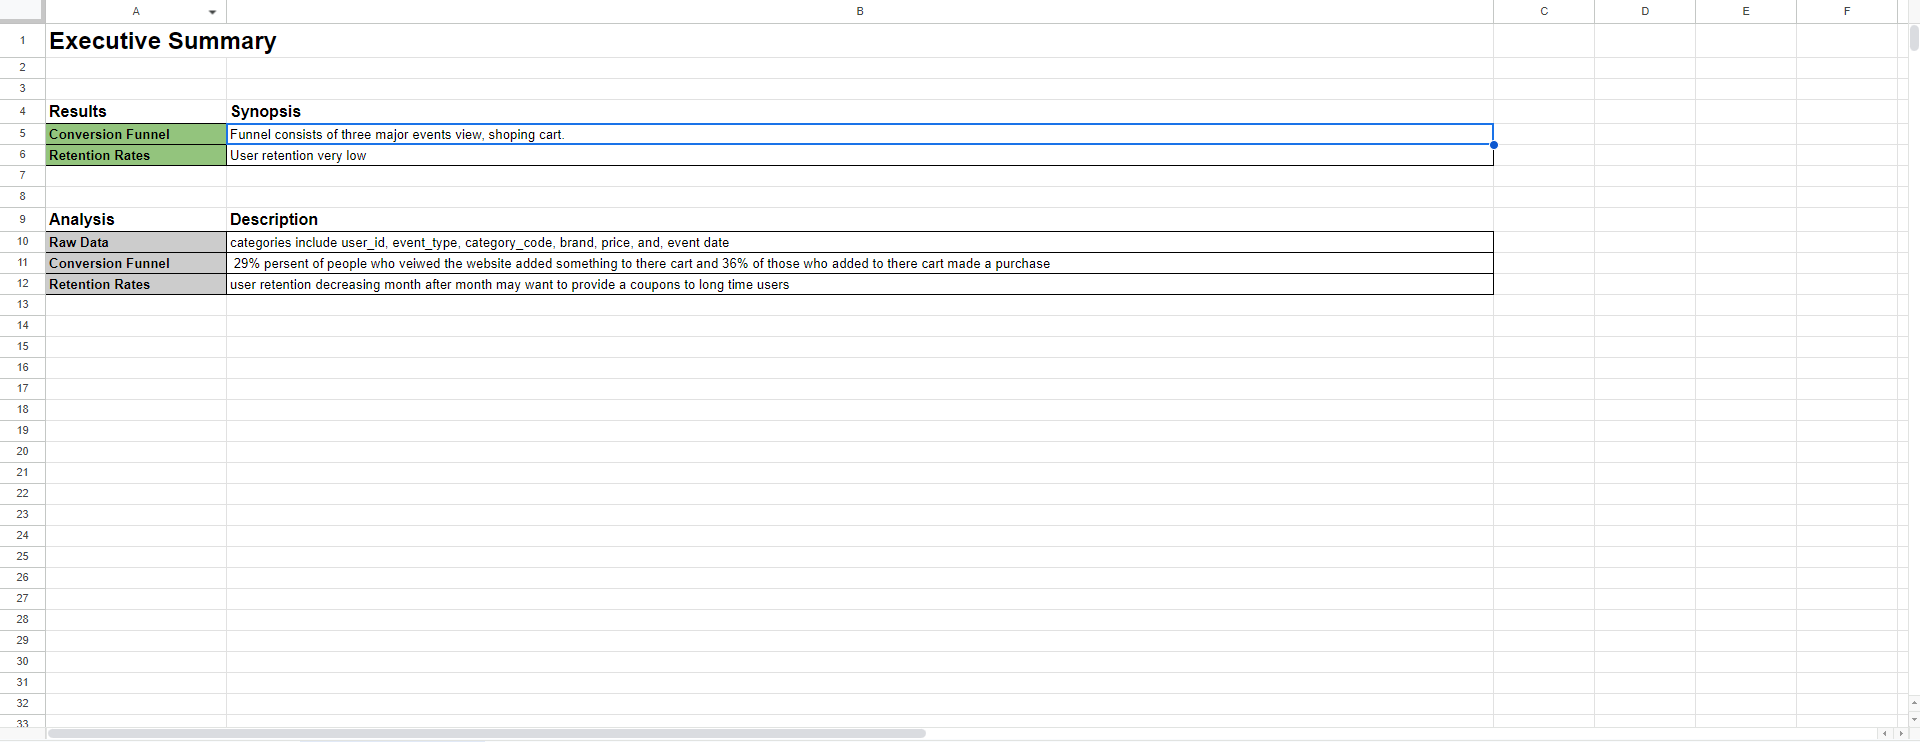 A B C D E F
1 Executive Summary
2
3
4 Results Synopsis
5 Conversion Funnel Funnel consists of three major events view, shoping cart.
6 Retention Rates User retention very low
7
8
9 Analysis Description
10 Raw Data categories include user_id, event_type, category_code, brand, price, and, event date
11 Conversion Funnel 29% persent of people who veiwed the website added something to there cart and 36% of those who added to there cart made a purchase
12 Retention Rates user retention decreasing month after month may want to provide a coupons to long time users
13
14
15
16
17
18
19
20
21
22
23
24
25
26
27
28
29
30
31
32
33